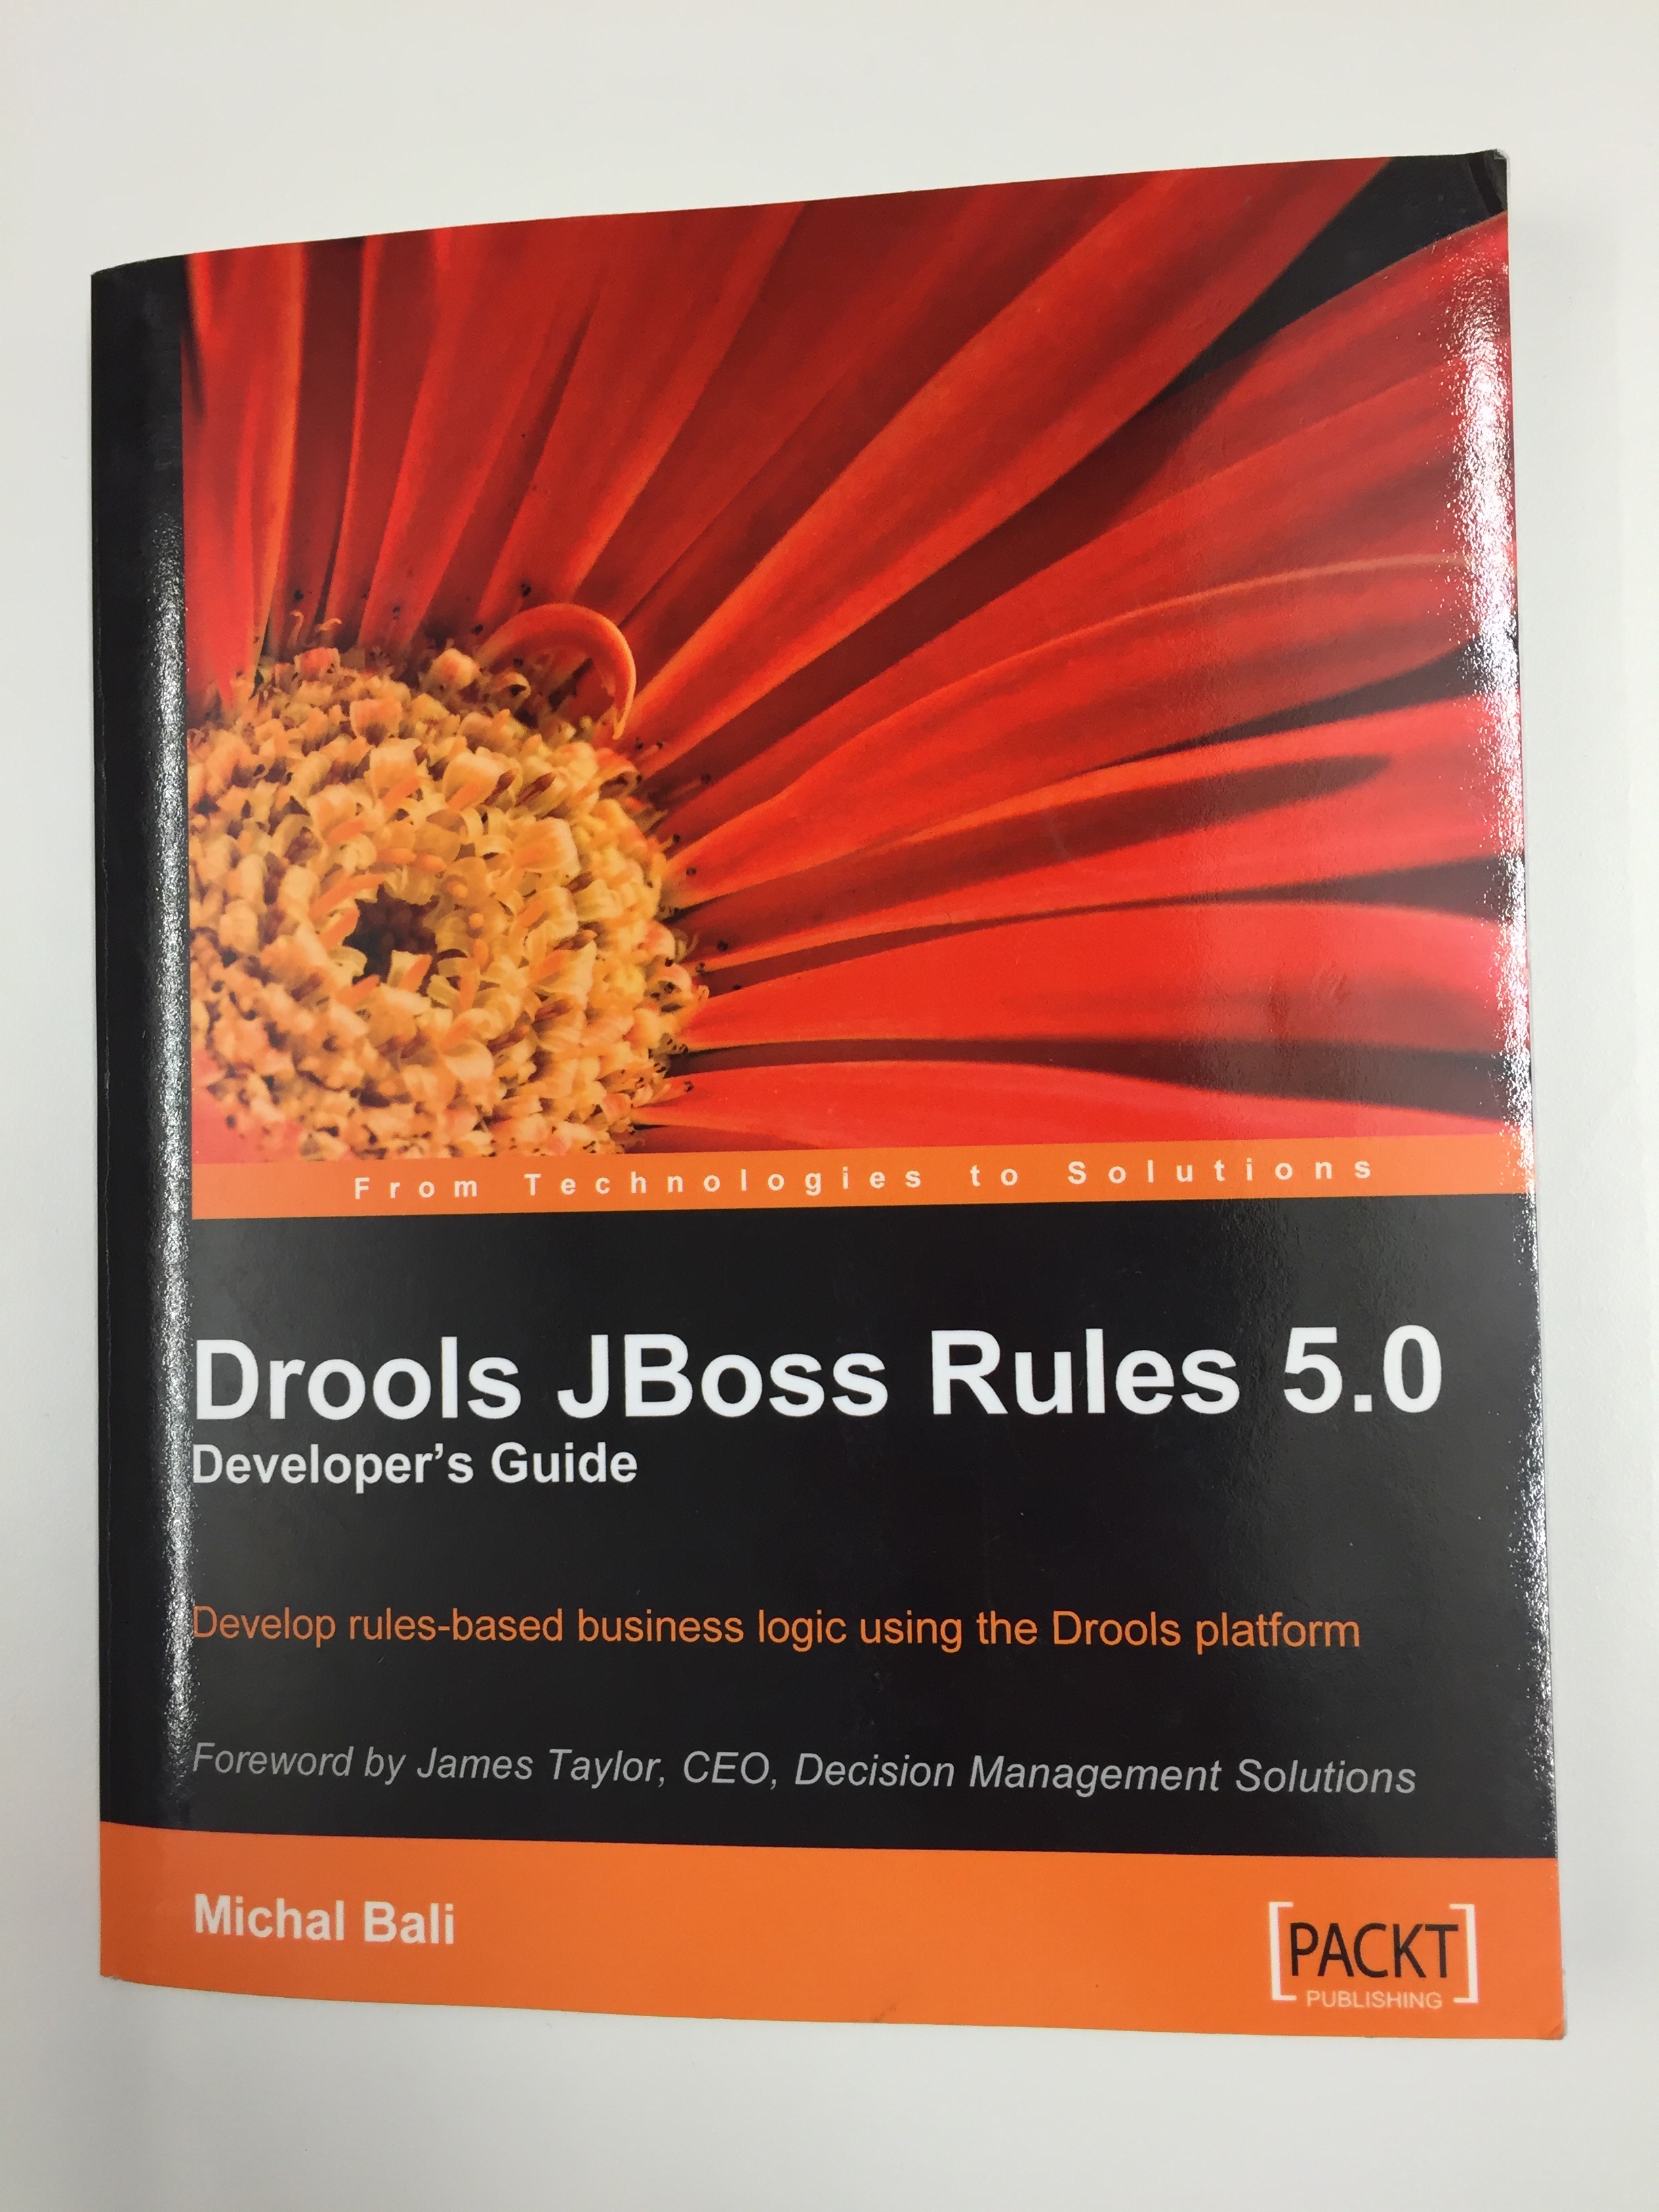 From Technologies to Solutions
Drools JBoss Rules 5.0
Developer’s Guide
Develop rules-based business logic using the Drools platform
Foreword by James Taylor, CEO, Decision Management Solutions
Michal Bali
[PACKT]
PUBLISHING